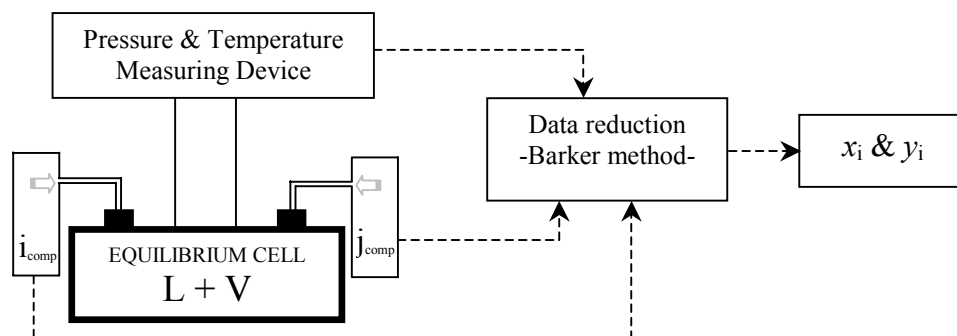 Pressure & Temperature
Measuring Device
Data reduction
-Barker method-
xi & yi
icomp
jcomp
EQUILIBRIUM CELL
L + V